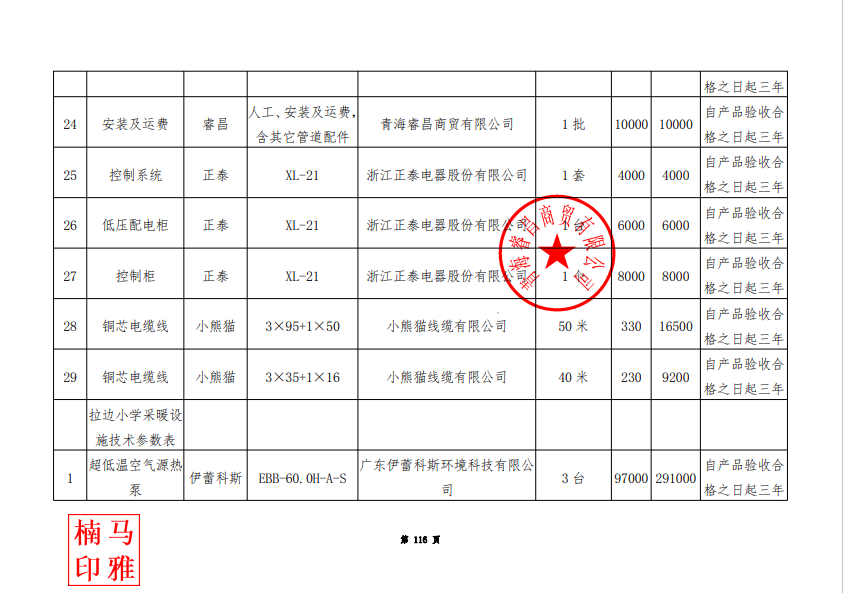 格之日起三年
24 安装及运费 睿昌 人工、安装及运费，含其它管道配件 青海睿昌商贸有限公司 1 批 10000 10000 自产品验收合格之日起三年
25 控制系统 正泰 XL-21 浙江正泰电器股份有限公司 1 套 4000 4000 自产品验收合格之日起三年
26 低压配电柜 正泰 XL-21 浙江正泰电器股份有限公司 1 台 6000 6000 自产品验收合格之日起三年
27 控制柜 正泰 XL-21 浙江正泰电器股份有限公司 1 8000 8000 自产品验收合格之日起三年
28 铜芯电缆线 小熊猫 3×95+1×50 小熊猫线缆有限公司 50 米 330 16500 自产品验收合格之日起三年
29 铜芯电缆线 小熊猫 3×35+1×16 小熊猫线缆有限公司 40 米 230 9200 自产品验收合格之日起三年
拉边小学采暖设施技术参数表
1 超低温空气源热泵 伊蕾科斯 EBB-60.0H-A-S 广东伊蕾科斯环境科技有限公司 3 台 97000 291000 自产品验收合格之日起三年
青海睿昌商贸有限公司
楠马
印雅
第 116 页